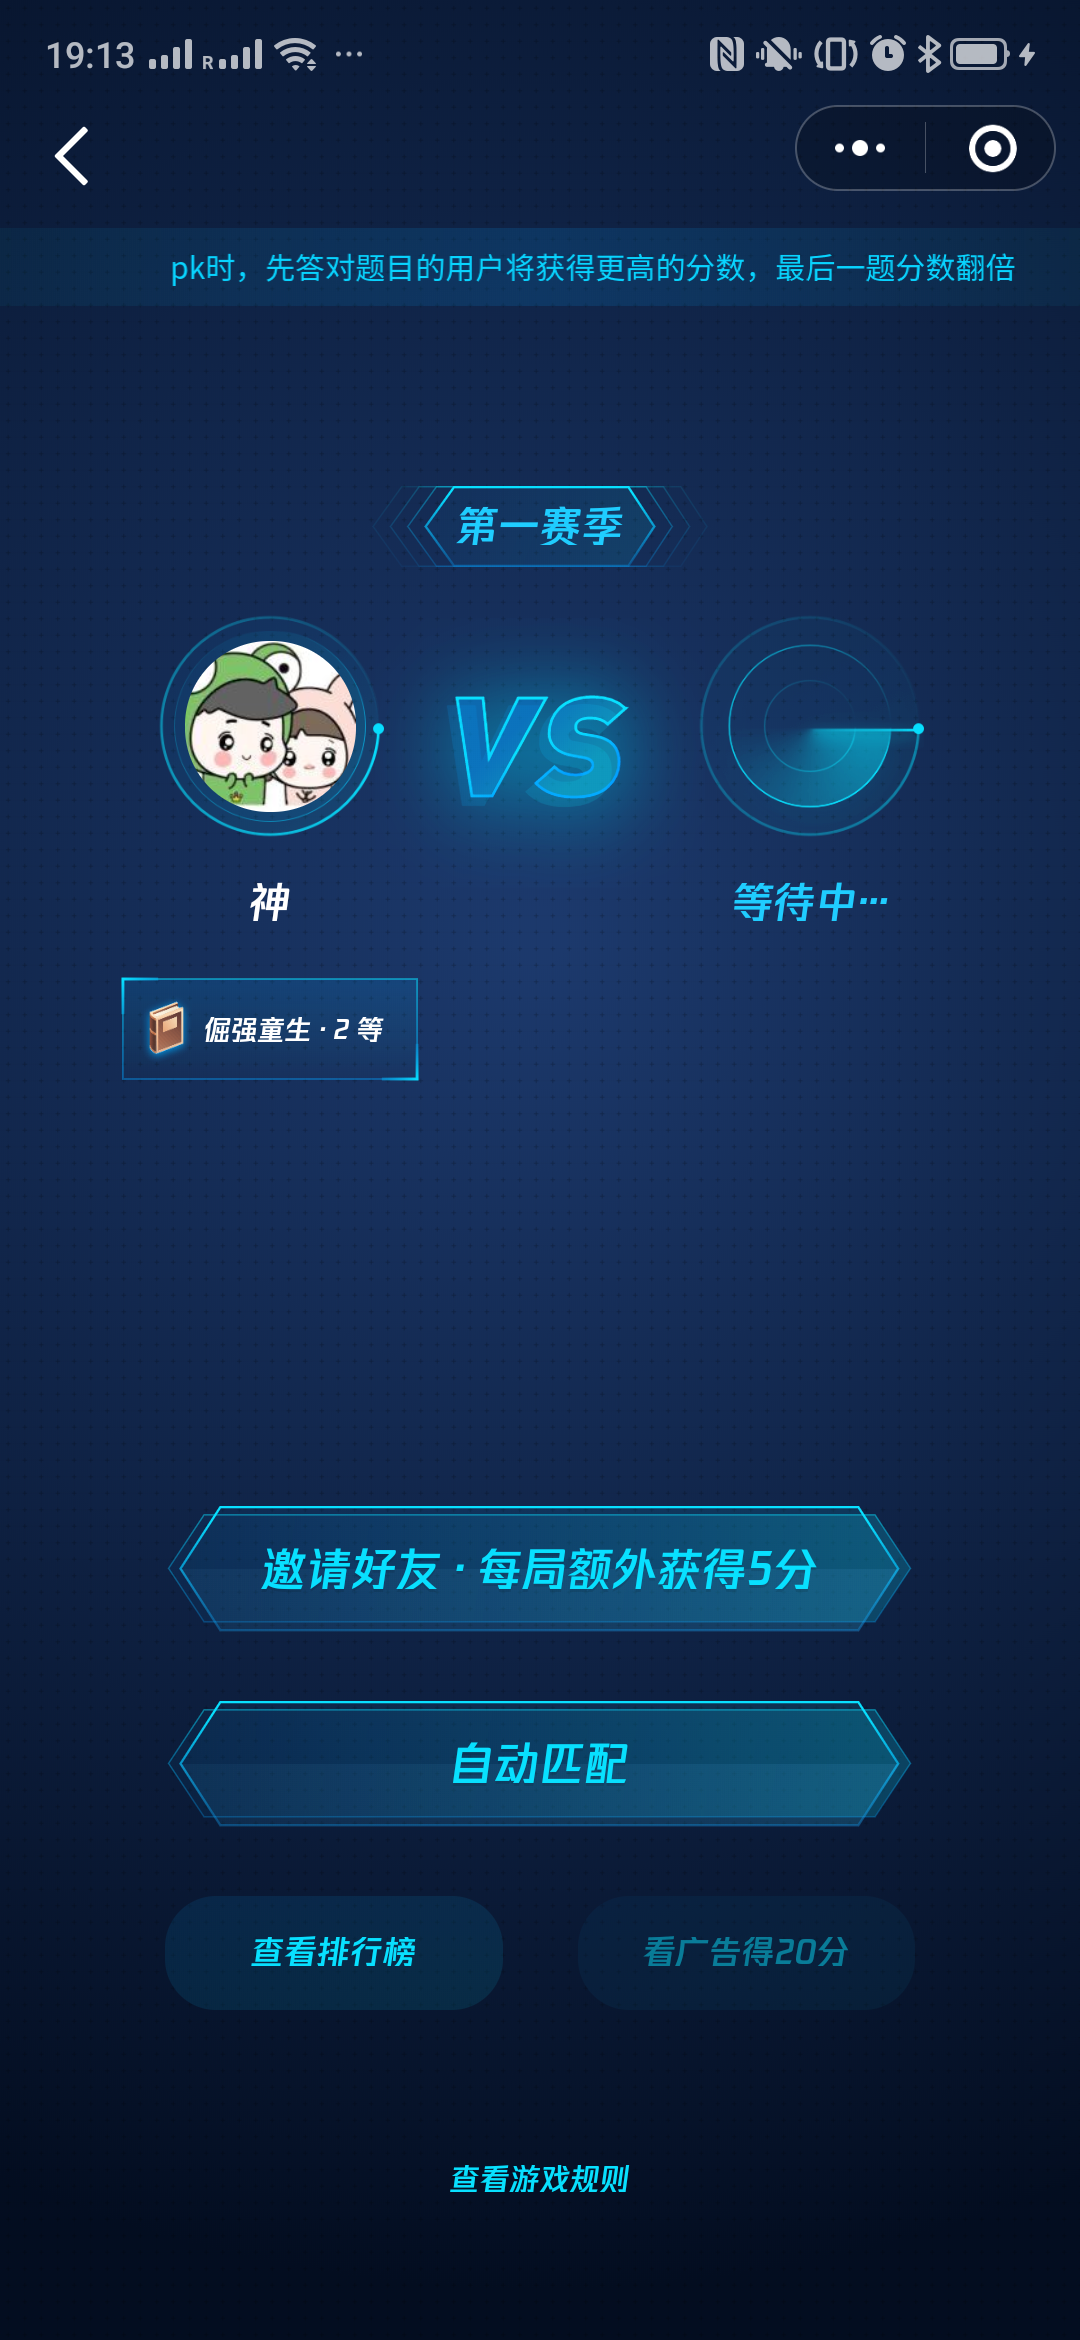 19:13
R
pk时，先答对题目的用户将获得更高的分数，最后一题分数翻倍
第一赛季
VS
神
等待中···
倔强童生·2 等
邀请好友·每局额外获得5分
自动匹配
查看排行榜
看广告得20分
查看游戏规则